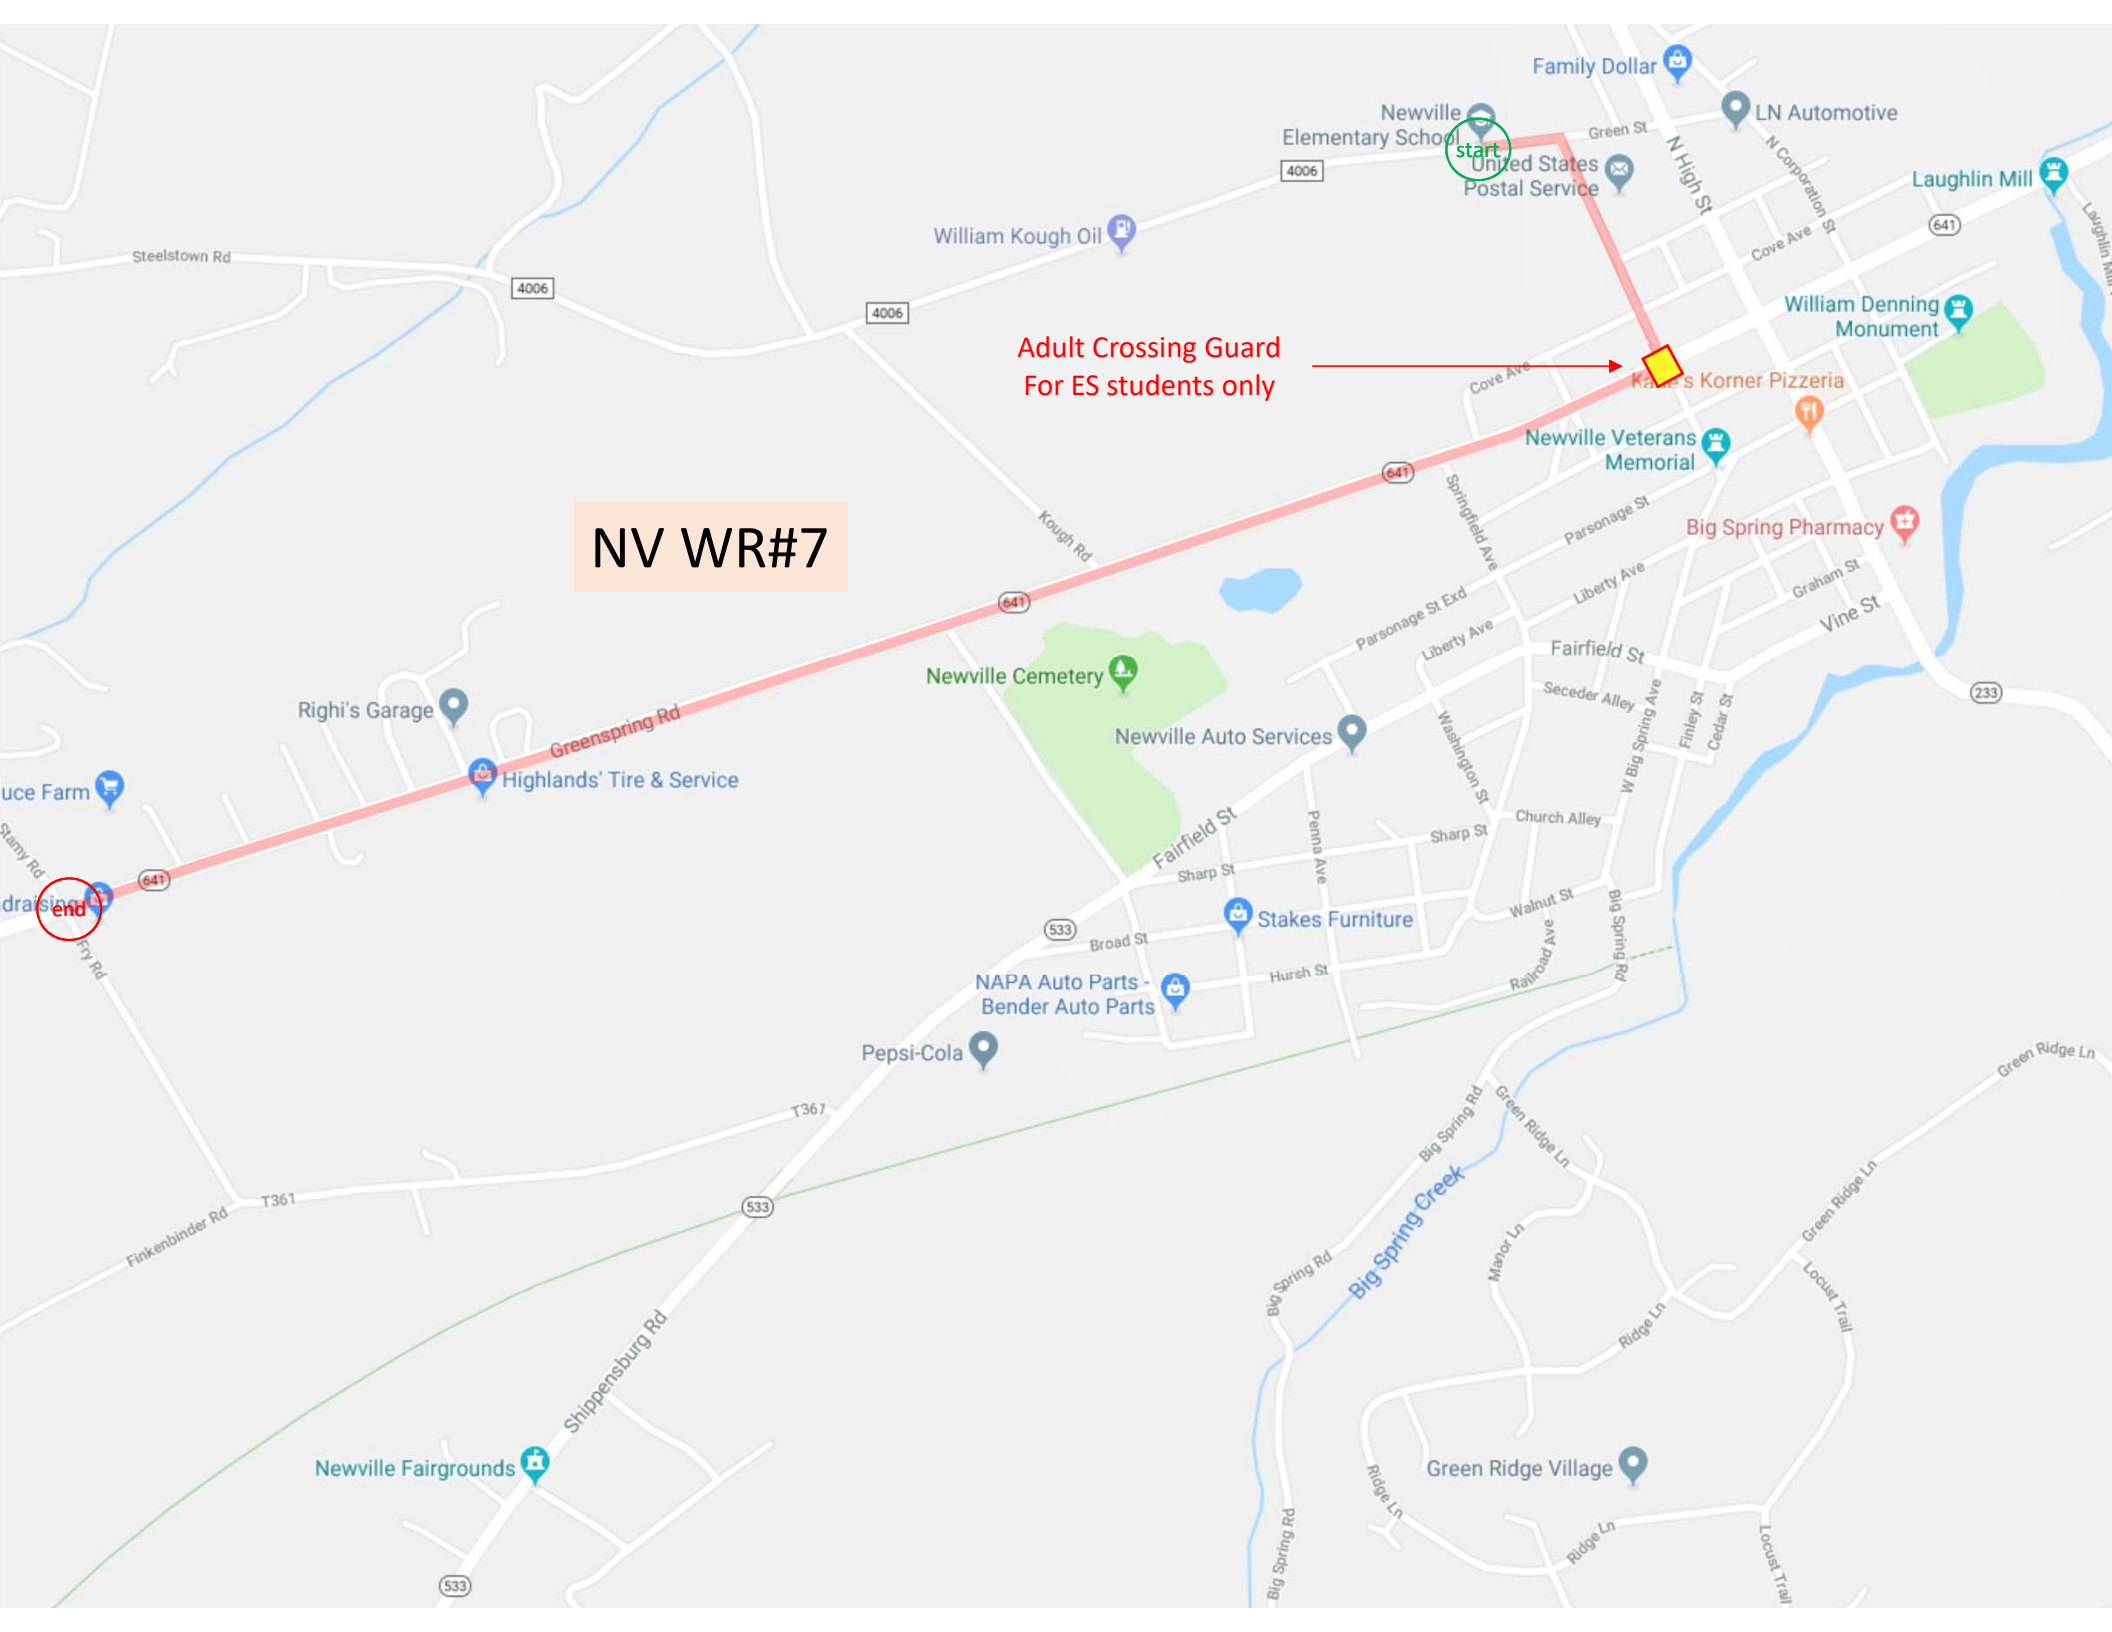 Family Dollar
LN Automotive
Newville
Elementary School
start
Green St
United States
Postal Service
N High St
N Corporation St
4006
Laughlin Mill
641
Cove Ave
William Kough Oil
Steelstown Rd
4006
4006
William Denning
Monument
Adult Crossing Guard
For ES students only
Cove Ave
Korner Pizzeria
Newville Veterans
Memorial
641
Springfield Ave
Parsonage St
Big Spring Pharmacy
NV WR#7
Kough Rd
641
Liberty Ave
Graham St
Vine St
Parsonage St Exd
Liberty Ave
Fairfield St
Newville Cemetery
Seceder Alley
233
Righi's Garage
Greenspring Rd
Newville Auto Services
Washington St
W Big Spring Ave
Finley St
Cedar St
Highlands' Tire & Service
uce Farm
Stamy Rd
Church Alley
Fairfield St
Penna Ave
Sharp St
Sharp St
641
draising
end
Fry Rd
Walnut St
Big Spring Rd
Stakes Furniture
533
Broad St
Railroad Ave
Hursh St
NAPA Auto Parts -
Bender Auto Parts
Pepsi-Cola
Green Ridge Ln
T361
Big Spring Rd
Green Ridge Ln
T361
533
Finkenbinder Rd
Big Spring Creek
Green Ridge Ln
Manor Ln
Big Spring Rd
Locust Trail
Ridge Ln
Shippensburg Rd
Newville Fairgrounds
Green Ridge Village
Ridge Ln
Big Spring Rd
Ridge Ln
Locust Trail
533